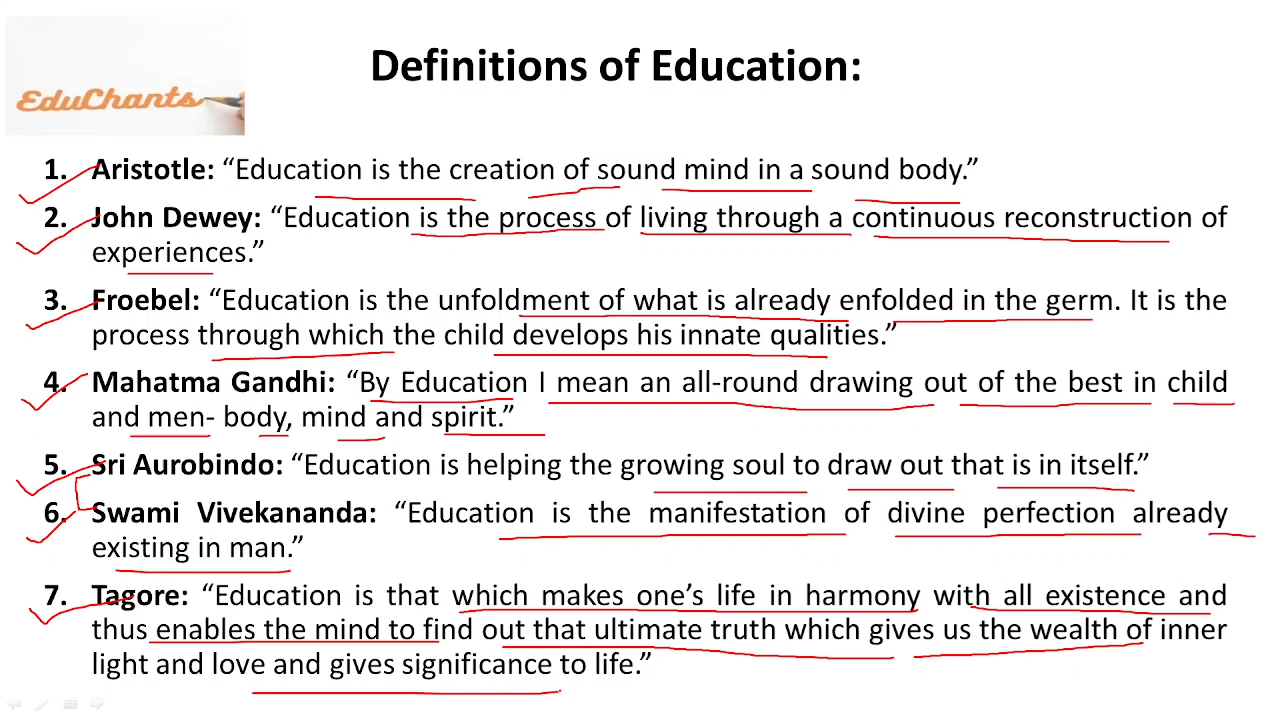 EduChants
Definitions of Education:
1. Aristotle: “Education is the creation of sound mind in a sound body.”
2. John Dewey: “Education is the process of living through a continuous reconstruction of
experiences.”
3. Froebel: “Education is the unfoldment of what is already enfolded in the germ. It is the
process through which the child develops his innate qualities.”
4. Mahatma Gandhi: “By Education I mean an all-round drawing out of the best in child
and men- body, mind and spirit.”
5. Sri Aurobindo: “Education is helping the growing soul to draw out that is in itself.”
6. Swami Vivekananda: “Education is the manifestation of divine perfection already
existing in man.”
7. Tagore: “Education is that which makes one’s life in harmony with all existence and
thus enables the mind to find out that ultimate truth which gives us the wealth of inner
light and love and gives significance to life.”